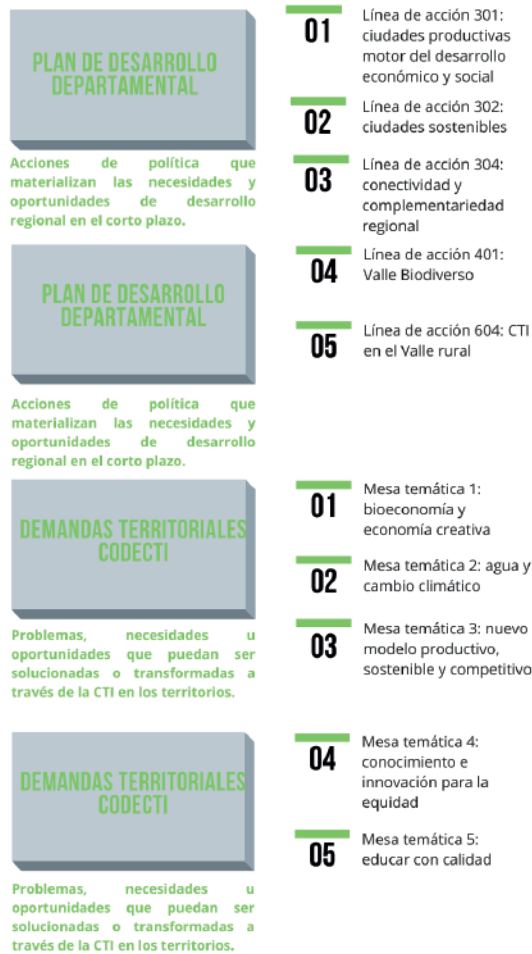 PLAN DE DESARROLLO
DEPARTAMENTAL
Acciones de política que
materializan las necesidades y
oportunidades de desarrollo
regional en el corto plazo.
01
Línea de acción 301:
ciudades productivas
motor del desarrollo
económico y social
02
Línea de acción 302:
ciudades sostenibles
03
Línea de acción 304:
conectividad y
complementariedad
regional
PLAN DE DESARROLLO
DEPARTAMENTAL
Acciones de política que
materializan las necesidades y
oportunidades de desarrollo
regional en el corto plazo.
04
Línea de acción 401:
Valle Biodiverso
05
Línea de acción 604: CTI
en el Valle rural
DEMANDAS TERRITORIALES
CODECTI
Problemas, necesidades u
oportunidades que puedan ser
solucionadas o transformadas a
través de la CTI en los territorios.
01
Mesa temática 1:
bioeconomía y
economía creativa
02
Mesa temática 2: agua y
cambio climático
03
Mesa temática 3: nuevo
modelo productivo,
sostenible y competitivo
DEMANDAS TERRITORIALES
CODECTI
Problemas, necesidades u
oportunidades que puedan ser
solucionadas o transformadas a
través de la CTI en los territorios.
04
Mesa temática 4:
conocimiento e
innovación para la
equidad
05
Mesa temática 5:
educar con calidad